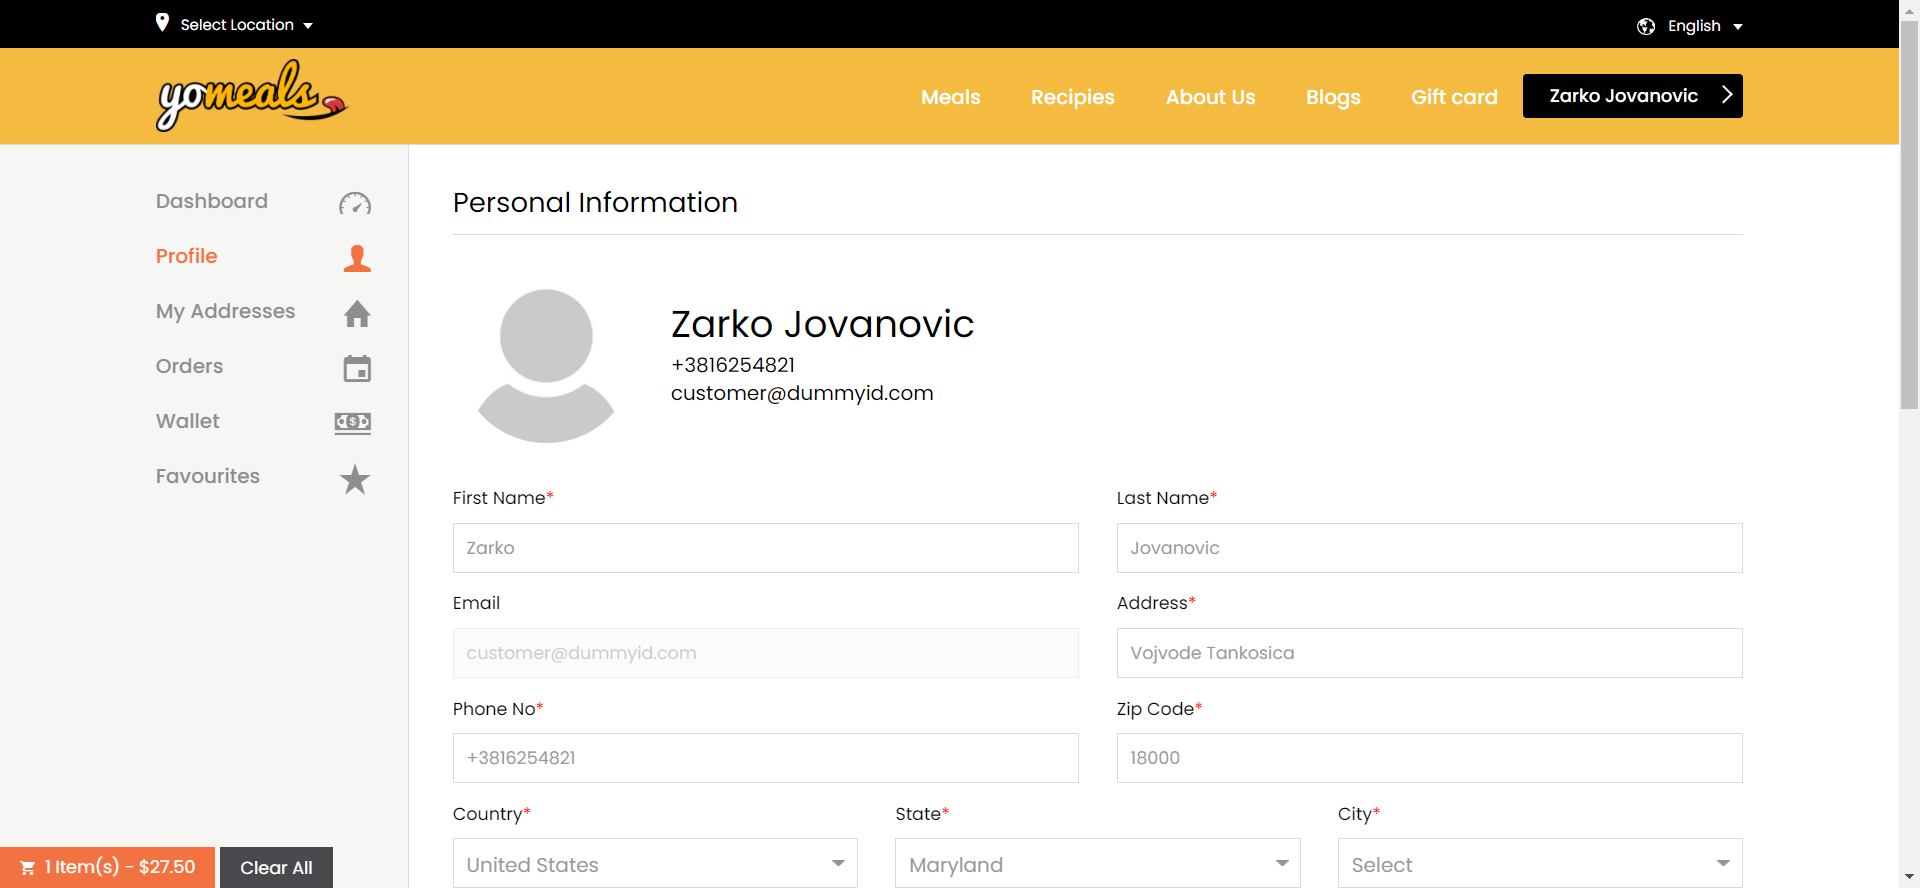 Select Location
English
yomeals
Meals
Recipies
About Us
Blogs
Gift card
Zarko Jovanovic
Dashboard
Profile
My Addresses
Orders
Wallet
Favourites
Personal Information
Zarko Jovanovic
+3816254821
customer@dummyid.com
First Name*
Last Name*
Zarko
Jovanovic
Email
Address*
customer@dummyid.com
Vojvode Tankosica
Phone No*
Zip Code*
+3816254821
18000
Country*
State*
City*
United States
Maryland
Select
1 Item(s) - $27.50
Clear All